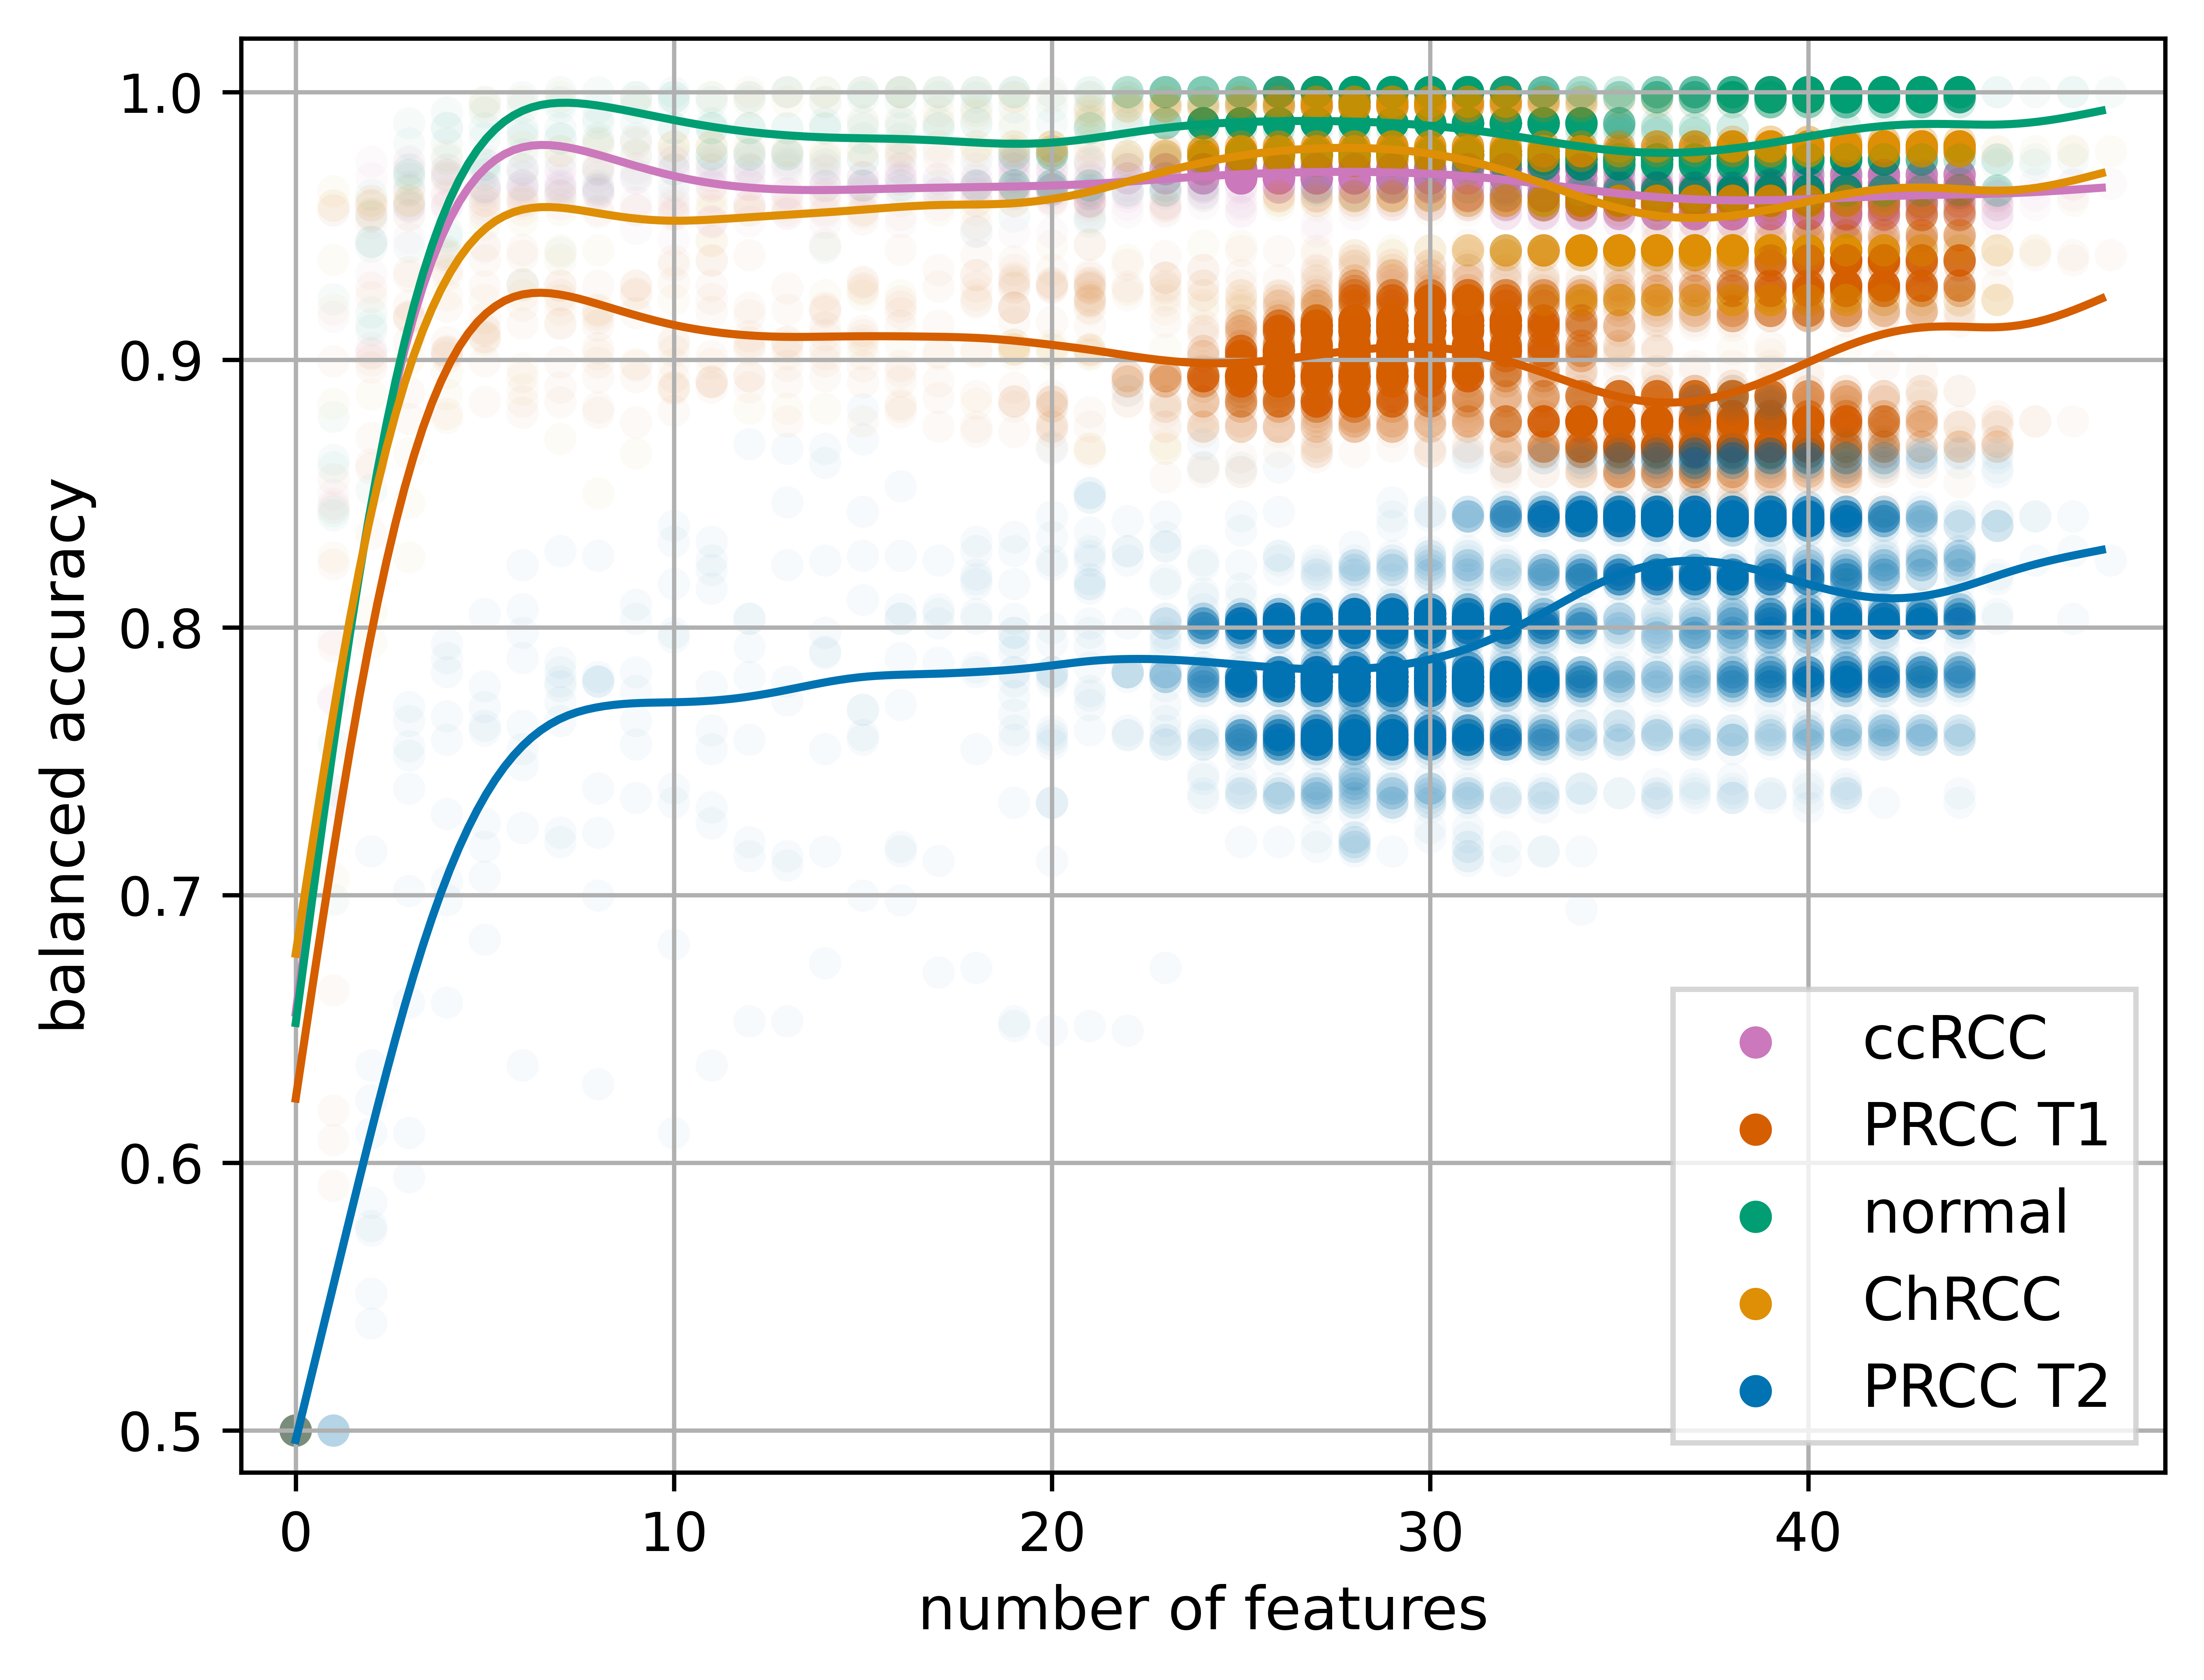 balanced accuracy
1.0
0.9
0.8
0.7
0.6
0.5
0 10 20 30 40
number of features
ccRCC
PRCC T1
normal
ChRCC
PRCC T2